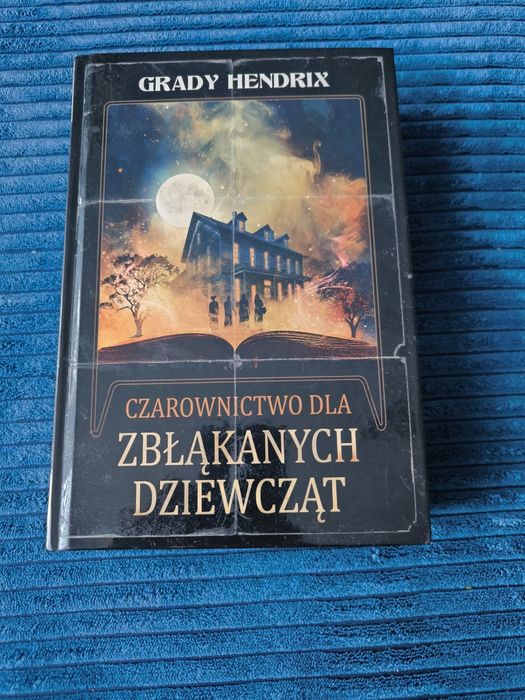 GRADY HENDRIX
CZAROWNICTWO DLA
ZBŁĄKANYCH
DZIEWCZĄT